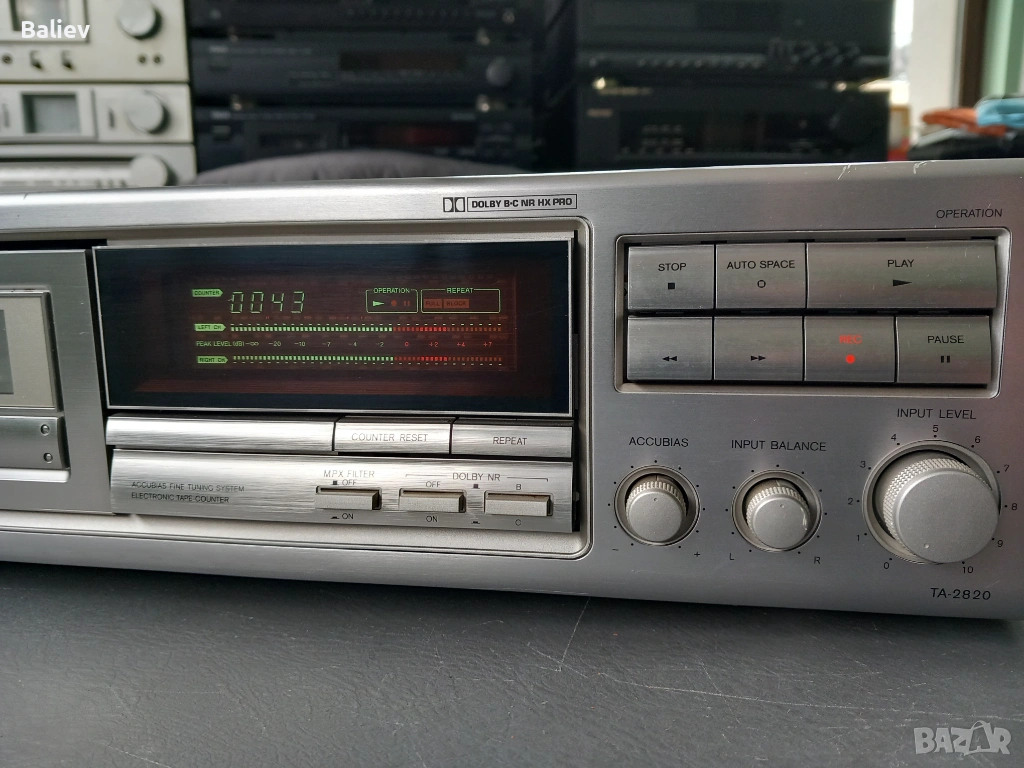 Baliev
DOLBY B·C NR HX PRO
OPERATION
STOP
AUTO SPACE
PLAY
REC
PAUSE
COUNTER
0043
OPERATION
REPEAT
FULL
LEFT CH
PEAK LEVEL (dB) -∞ -20 -10 -7 -4 -2 0 +2 +4 +7
RIGHT CH
COUNTER RESET
REPEAT
ACCUBIAS FINE TUNING SYSTEM
ELECTRONIC TAPE COUNTER
MPX FILTER
OFF
ON
DOLBY NR
OFF
B
ON
C
ACCUBIAS
- +
INPUT BALANCE
L R
INPUT LEVEL
0 1 2 3 4 5 6 7 8 9 10
TA-2820
BAZAR